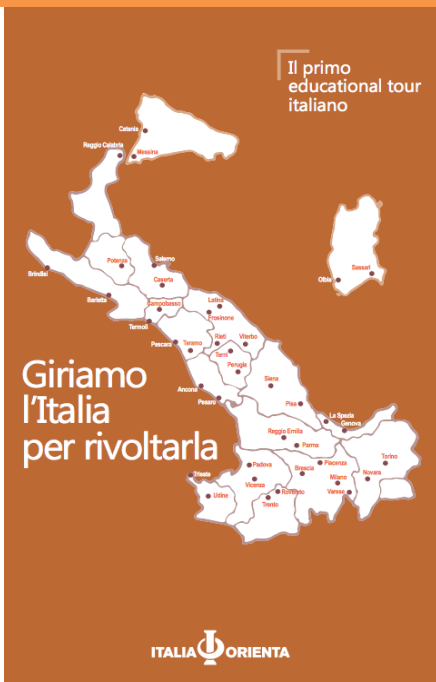 Il primo
educational tour
italiano
Catania
Reggio Calabria
Messina
Sassari
Olbia
Potenza
Salerno
Brindisi
Caserta
Barletta
Campobasso
Latina
Frosinone
Termoli
Pescara
Teramo
Rieti
Viterbo
Terni
Perugia
Siena
Ancona
Pesaro
Pisa
La Spezia
Genova
Giriamo
l'Italia
per rivoltarla
Reggio Emilia
Parma
Torino
Padova
Brescia
Piacenza
Novara
Trieste
Vicenza
Milano
Udine
Rovereto
Varese
Trento
ITALIA ORIENTA